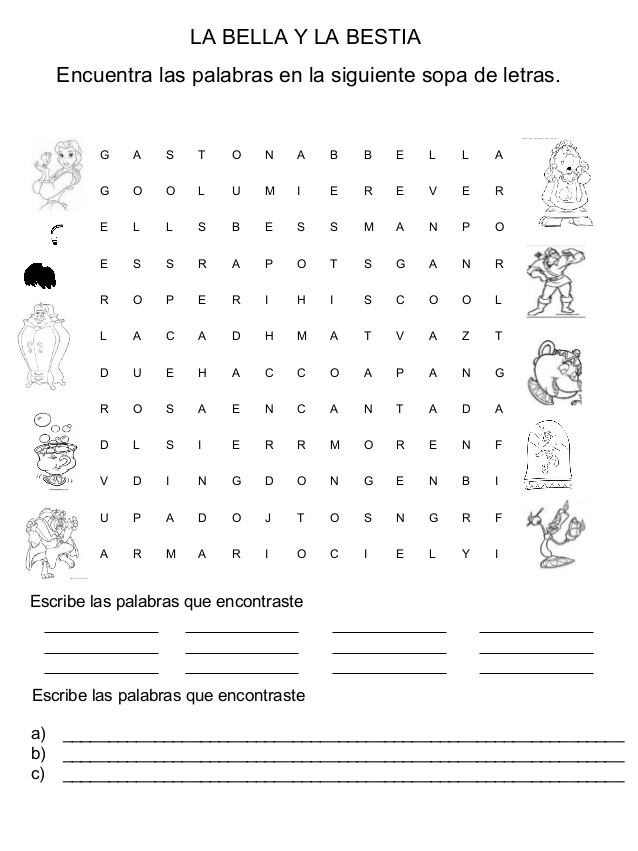 LA BELLA Y LA BESTIA
Encuentra las palabras en la siguiente sopa de letras.
G A S T O N A B B E L L A
G O O L U M I E R E V E R
E L L S B E S S M A N P O
E S S R A P O T S G A N R
R O P E R I H I S C O O L
L A C A D H M A T V A Z T
D U E H A C C O A P A N G
R O S A E N C A N T A D A
D L S I E R R M O R E N F
V D I N G D O N G E N B I
U P A D O J T O S N G R F
A R M A R I O C I E L Y I
Escribe las palabras que encontraste
Escribe las palabras que encontraste
a)
b)
c)